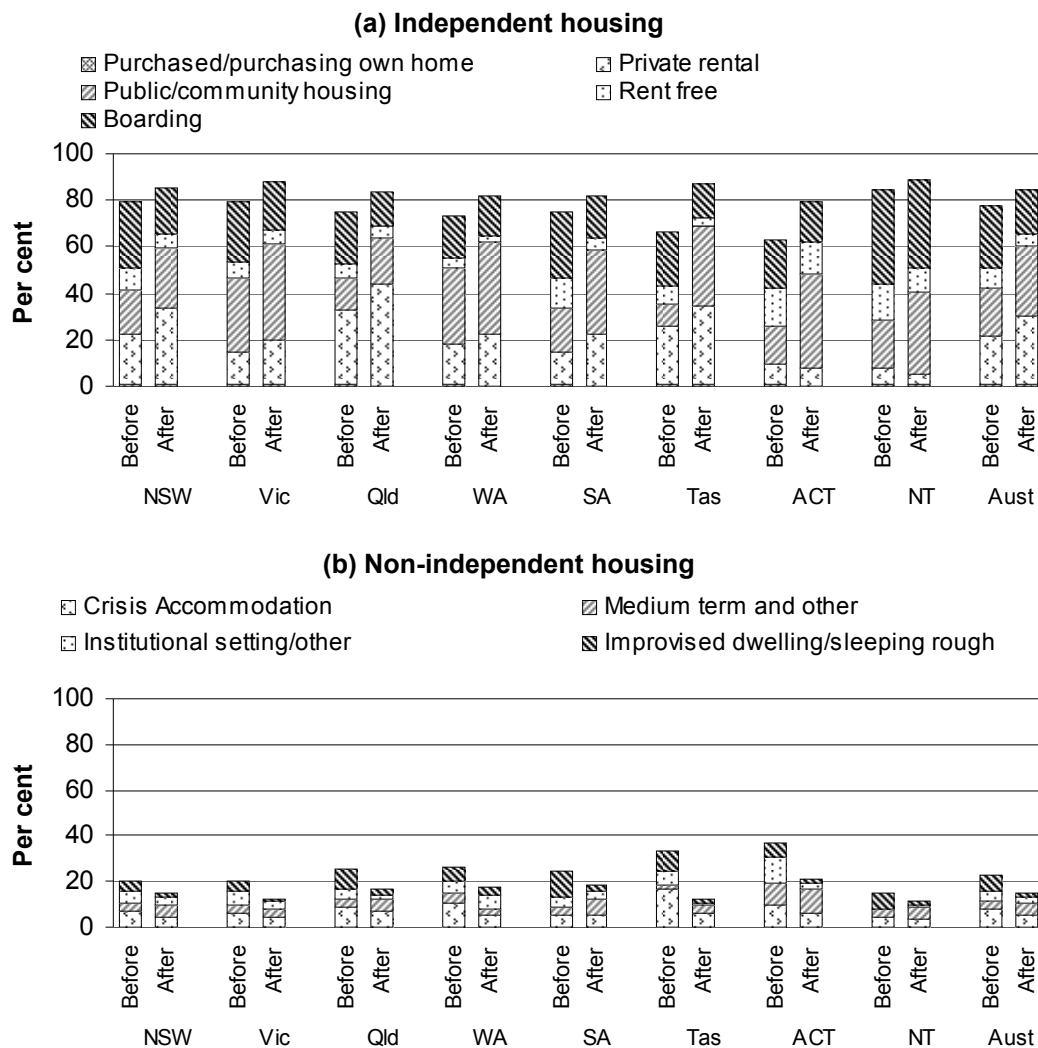 (a) Independent housing
Purchased/purchasing own home Private rental
Public/community housing Rent free
Boarding
100
80
60
40
20
0
Per cent
Before After Before After Before After Before After Before After Before After Before After Before After Before After
NSW Vic Qld WA SA Tas ACT NT Aust
(b) Non-independent housing
Crisis Accommodation Medium term and other
Institutional setting/other Improvised dwelling/sleeping rough
100
80
60
40
20
0
Per cent
Before After Before After Before After Before After Before After Before After Before After Before After Before After
NSW Vic Qld WA SA Tas ACT NT Aust